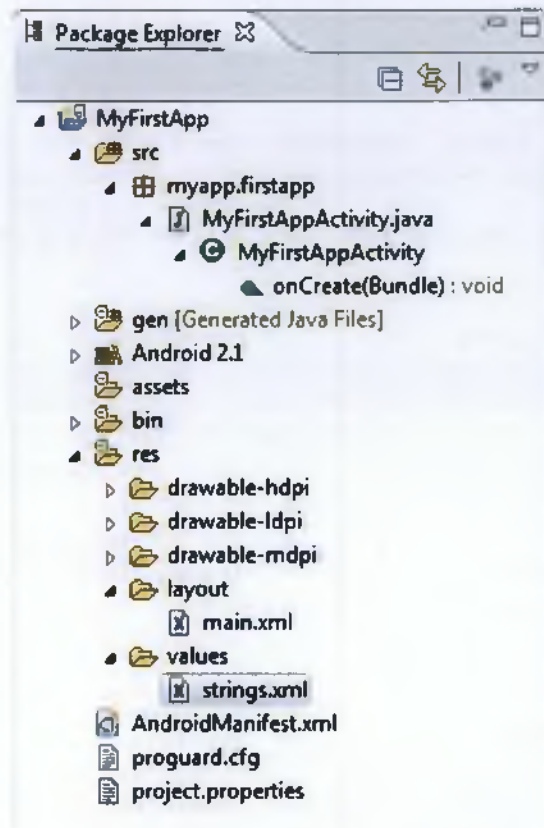 Package Explorer
MyFirstApp
src
myapp.firstapp
MyFirstAppActivity.java
MyFirstAppActivity
onCreate(Bundle) : void
gen [Generated Java Files]
Android 2.1
assets
bin
res
drawable-hdpi
drawable-ldpi
drawable-mdpi
layout
main.xml
values
strings.xml
AndroidManifest.xml
proguard.cfg
project.properties